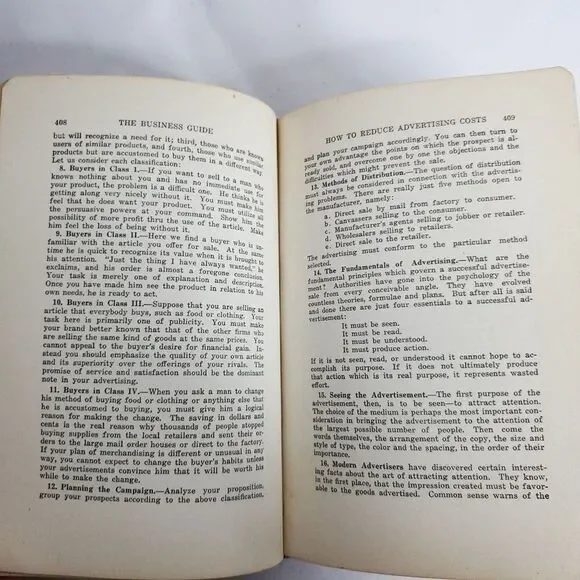 408 THE BUSINESS GUIDE
but will recognize a need for it; third, those who are known
users of similar products, and fourth, those who use similar
products but are accustomed to buy them in a different way.
Let us consider each classification:
8. Buyers in Class I.—If you want to sell to a man who
knows nothing about you and has no immediate need for
your product, the problem is a difficult one. He thinks he is
getting along very nicely without it. You must make him
feel that he does want your product. You must utilize all
the persuasive powers at your command. Show him the
possibility of more profit thru the use of the article. Make
him feel the loss of being without it.
9. Buyers in Class II.—Here we find a buyer who is un-
familiar with the article you offer for sale. At the same
time he is quick to recognize its value when it is brought to
his attention. "Just the thing I have always wanted," he
exclaims, and his order is almost a foregone conclusion.
Your task is merely one of explanation and description.
Once you have made him see the product in relation to his
own needs, he is ready to act.
10. Buyers in Class III.—Suppose that you are selling an
article that everybody buys, such as food or clothing. Your
task here is primarily one of publicity. You must make
your brand better known that that of the other firms who
are selling the same kind of goods at the same prices. You
cannot appeal to the buyer's desire for financial gain. In-
stead you should emphasize the quality of your own article
and its superiority over the offerings of your rivals. The
promise of service and satisfaction should be the dominant
note in your advertising.
11. Buyers in Class IV.—When you ask a man to change
his method of buying food or clothing or anything else that
he is accustomed to buying, you must give him a logical
reason for making the change. The saving in dollars and
cents is the real reason why thousands of people stopped
buying supplies from the local retailers and sent their or-
ders to the large mail order houses or direct to the factory.
If your plan of merchandising is different or unusual in any
way, you cannot expect to change the buyer's habits unless
your advertisements convince him that it will be worth his
while to make the change.
12. Planning the Campaign.—Analyze your proposition,
group your prospects according to the above classification,
HOW TO REDUCE ADVERTISING COSTS 409
and plan your campaign accordingly. You can then turn to
your own advantage the points on which the prospect is al-
ready sold, and overcome one by one the objections and the
difficulties which might prevent the sale.
13. Methods of Distribution.—The question of distribution
must always be considered in connection with the advertis-
ing problems. There are really just five methods open to
the manufacturer, namely:
a. Direct sale by mail from factory to consumer.
b. Canvassers selling to the consumer.
c. Manufacturer's agents selling to jobber or retailer.
d. Wholesalers selling to retailers.
e. Direct sale to the retailer.
The advertising must conform to the particular method
selected.
14. The Fundamentals of Advertising.—What are the
fundamental principles which govern a successful advertise-
ment? Authorities have gone into the psychology of the
sale from every conceivable angle. They have evolved
countless theories, formulae and plans. But after all is said
and done there are just four essentials to a successful ad-
vertisement:
It must be seen.
It must be read.
It must be understood.
It must produce action.
If it is not seen, read, or understood it cannot hope to ac-
complish its purpose. If it does not ultimately produce
that action which is its real purpose, it represents wasted
effort.
15. Seeing the Advertisement.—The first purpose of the
advertisement, then, is to be seen—to attract attention.
The choice of the medium is perhaps the most important con-
sideration in bringing the advertisement to the attention of
the largest possible number of people. Then come the
words themselves, the arrangement of the copy, the size and
style of type, the color and the spacing, in the order of their
importance.
16. Modern Advertisers have discovered certain interest-
ing facts about the art of attracting attention. They know,
in the first place, that the impression created must be favor-
able to the goods advertised. Common sense warns of the